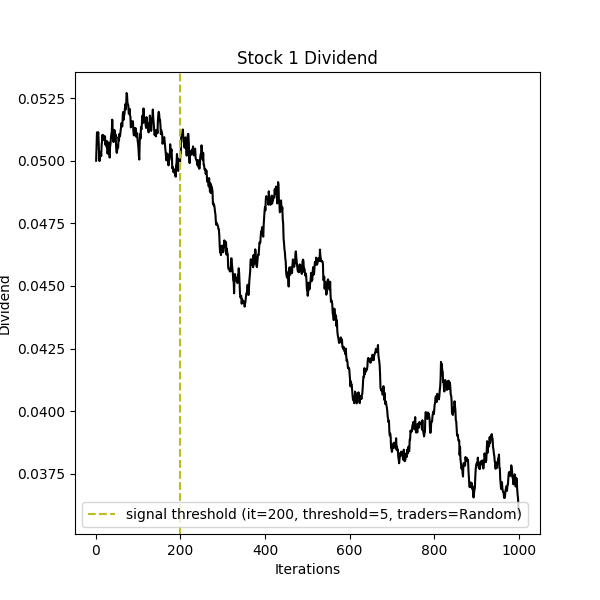 Stock 1 Dividend
0.0525
0.0500
0.0475
0.0450
0.0425
0.0400
0.0375
Dividend
signal threshold (it=200, threshold=5, traders=Random)
0 200 400 600 800 1000
Iterations